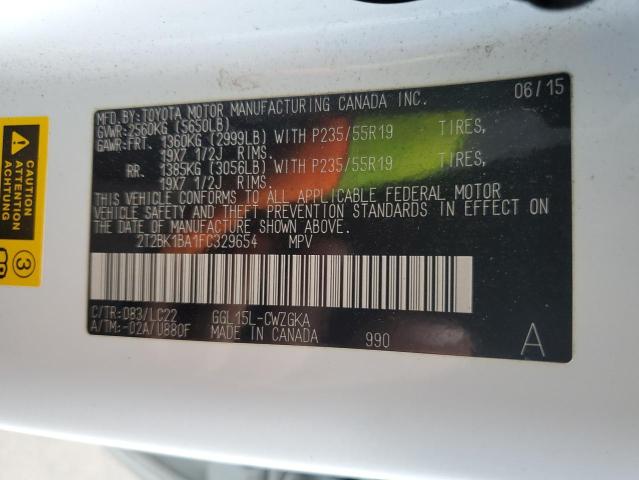 MFD. BY: TOYOTA MOTOR MANUFACTURING CANADA INC. 06/15
GVWR: 2560KG (5650LB)
GAWR: FRT. 1360KG (2999LB) WITH P235/55R19 TIRES,
19X7 1/2J RIMS.
RR. 1385KG (3056LB) WITH P235/55R19 TIRES,
19X7 1/2J RIMS.
THIS VEHICLE CONFORMS TO ALL APPLICABLE FEDERAL MOTOR
VEHICLE SAFETY AND THEFT PREVENTION STANDARDS IN EFFECT ON
THE DATE OF MANUFACTURE SHOWN ABOVE.
2T2BK1BA1FC329654 MPV
C/TR: 083/LC22 GGL15L-CWZGKA
A/TM: -02A/U880F MADE IN CANADA 990 A
CAUTION
ATTENTION
ACHTUNG
3